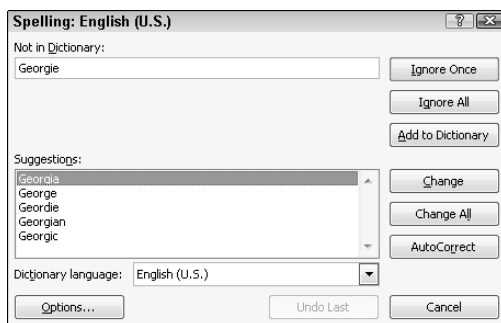 Spelling: English (U.S.)
Not in Dictionary:
Georgie
Ignore Once
Ignore All
Add to Dictionary
Suggestions:
Georgia
George
Geordie
Georgian
Georgic
Change
Change All
AutoCorrect
Dictionary language: English (U.S.)
Options... Undo Last Cancel